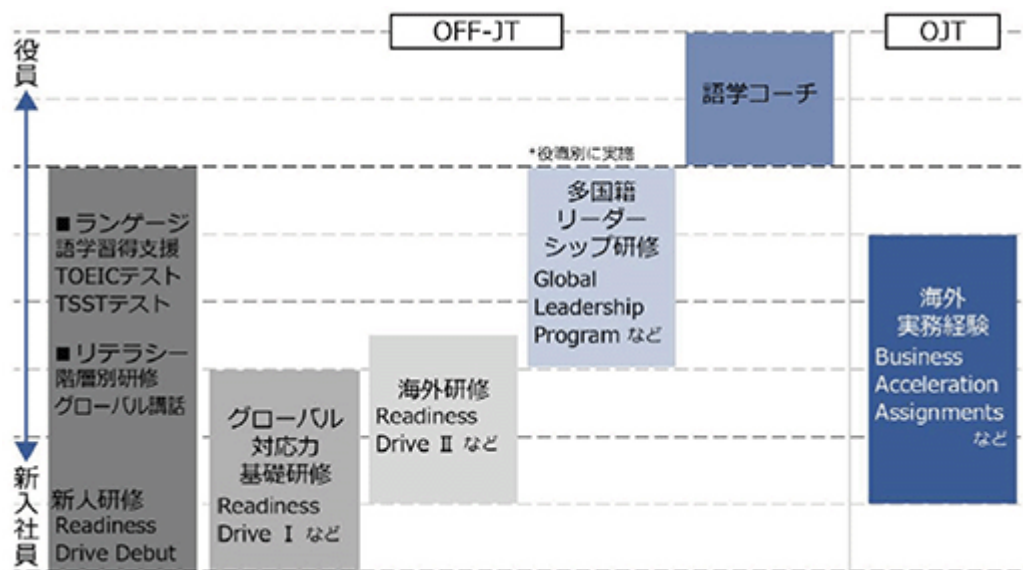 OFF-JT
OJT
役員
新入社員
■ランゲージ
語学習得支援
TOEICテスト
TSSTテスト
■リテラシー
階層別研修
グローバル講話
新人研修
Readiness
Drive Debut
グローバル
対応力
基礎研修
Readiness
Drive Ⅰ など
海外研修
Readiness
Drive Ⅱ など
*役職別に実施
多国籍
リーダー
シップ研修
Global
Leadership
Program など
語学コーチ
海外
実務経験
Business
Acceleration
Assignments
など